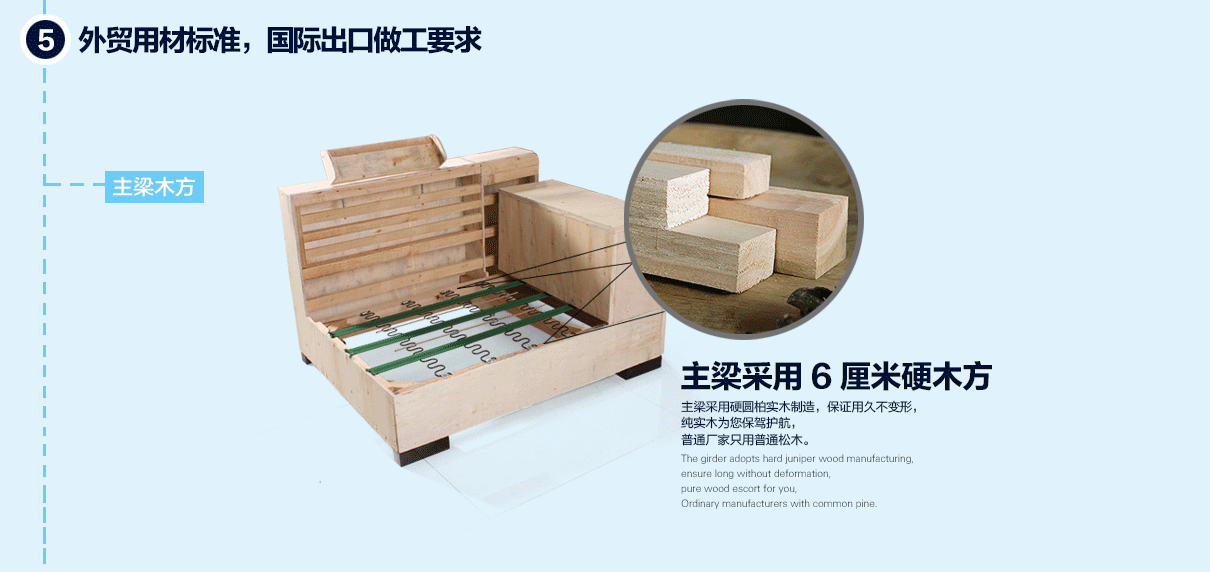 5 外贸用材标准，国际出口做工要求
主梁木方
主梁采用 6 厘米硬木方
主梁采用硬圆柏实木制造，保证用久不变形，
纯实木为您保驾护航，
普通厂家只用普通松木。
The girder adopts hard juniper wood manufacturing,
ensure long without deformation,
pure wood escort for you,
Ordinary manufacturers with common pine.